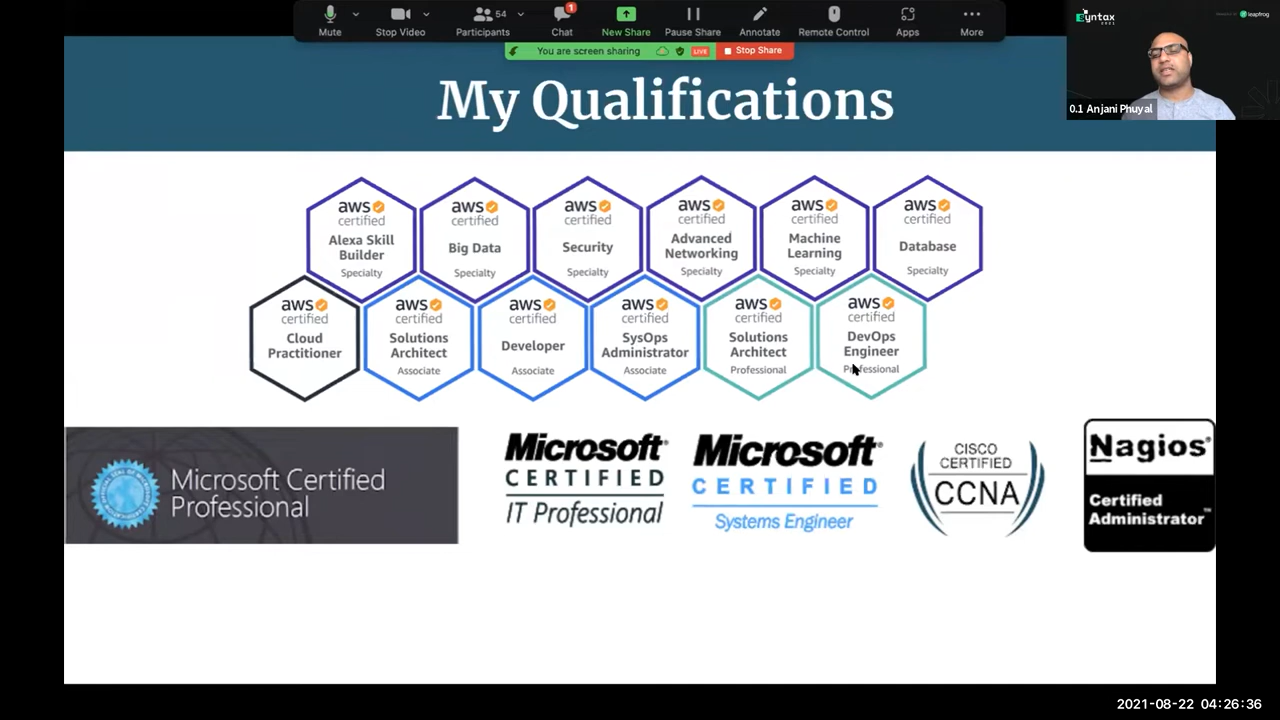 Mute
Stop Video
54
Participants
1
Chat
New Share
Pause Share
Annotate
Remote Control
Apps
More
You are screen sharing
LIVE
Stop Share
Syntax
leapfrog
0.1 Anjani Phuyal
My Qualifications
aws certified Alexa Skill Builder Specialty
aws certified Big Data Specialty
aws certified Security Specialty
aws certified Advanced Networking Specialty
aws certified Machine Learning Specialty
aws certified Database Specialty
aws certified Cloud Practitioner
aws certified Solutions Architect Associate
aws certified Developer Associate
aws certified SysOps Administrator Associate
aws certified Solutions Architect Professional
aws certified DevOps Engineer Professional
Microsoft Certified
Professional
Microsoft®
CERTIFIED
IT Professional
Microsoft®
CERTIFIED
Systems Engineer
CISCO
CERTIFIED
CCNA
Nagios®
Certified
Administrator™
2021-08-22 04:26:36